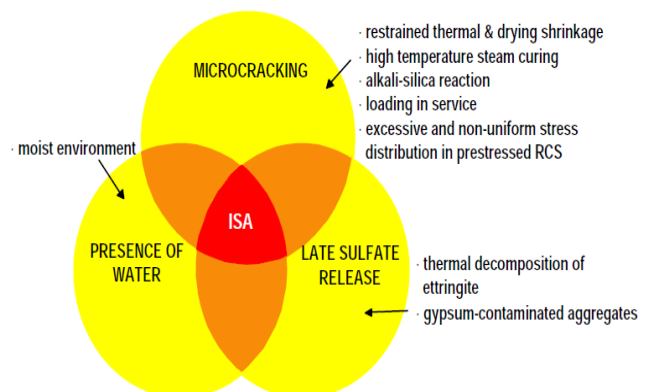 · restrained thermal & drying shrinkage
· high temperature steam curing
· alkali-silica reaction
· loading in service
· excessive and non-uniform stress
distribution in prestressed RCS
MICROCRACKING
· moist environment
ISA
PRESENCE OF
WATER
LATE SULFATE
RELEASE
· thermal decomposition of
ettringite
· gypsum-contaminated aggregates